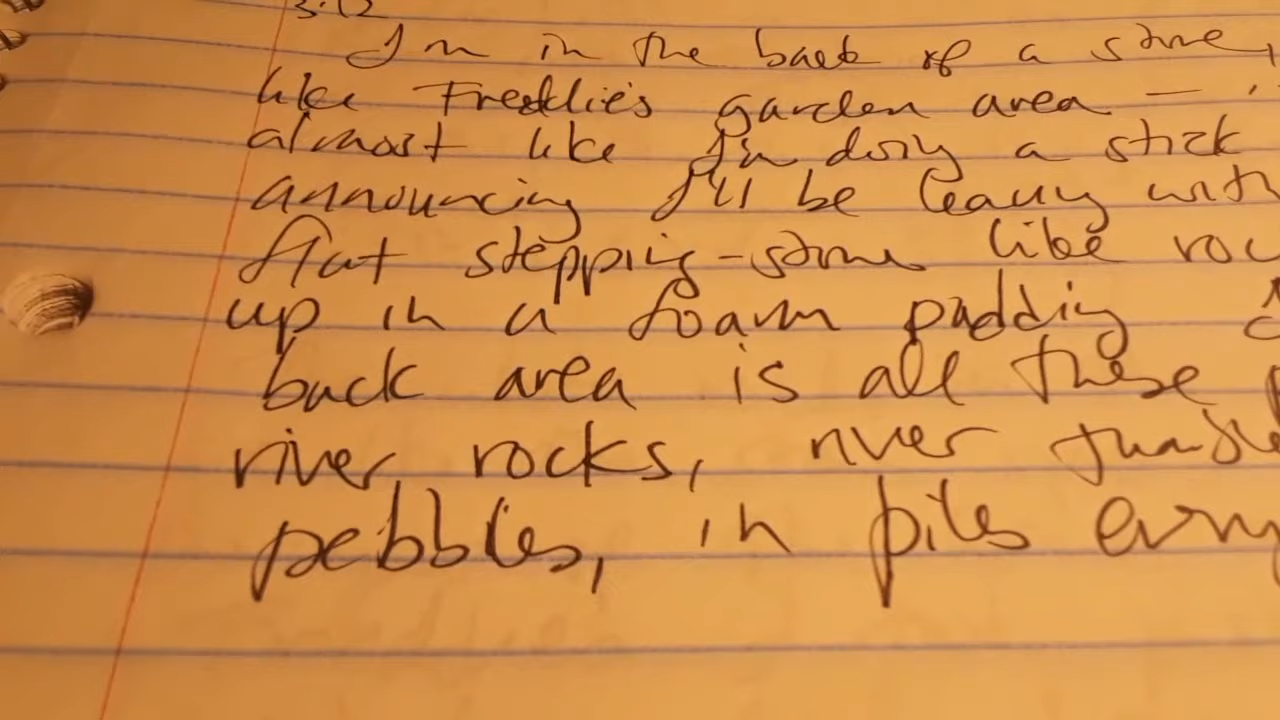 3:12
I'm in the back of a store,
like Freddie's garden area —
almost like I'm doing a stick
announcing I'll be leaving with
flat stepping-stone like
up in a foam padding
back area is all these
river rocks, river
pebbles, in piles